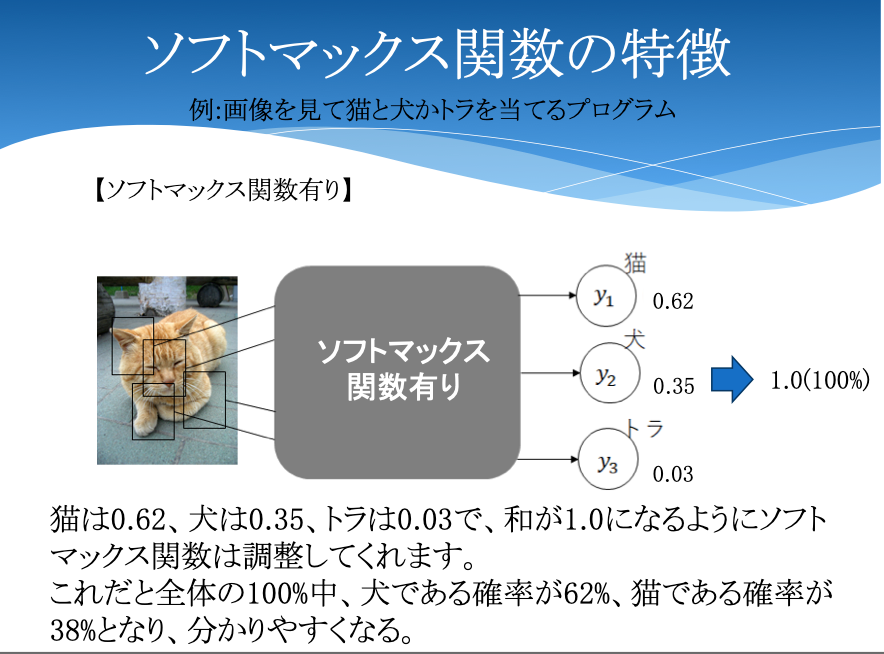 ソフトマックス関数の特徴
例:画像を見て猫と犬かトラを当てるプログラム
【ソフトマックス関数有り】
ソフトマックス
関数有り
猫
y₁
0.62
犬
y₂
0.35
1.0(100%)
トラ
y₃
0.03
猫は0.62、犬は0.35、トラは0.03で、和が1.0になるようにソフト
マックス関数は調整してくれます。
これだと全体の100%中、犬である確率が62%、猫である確率が
38%となり、分かりやすくなる。